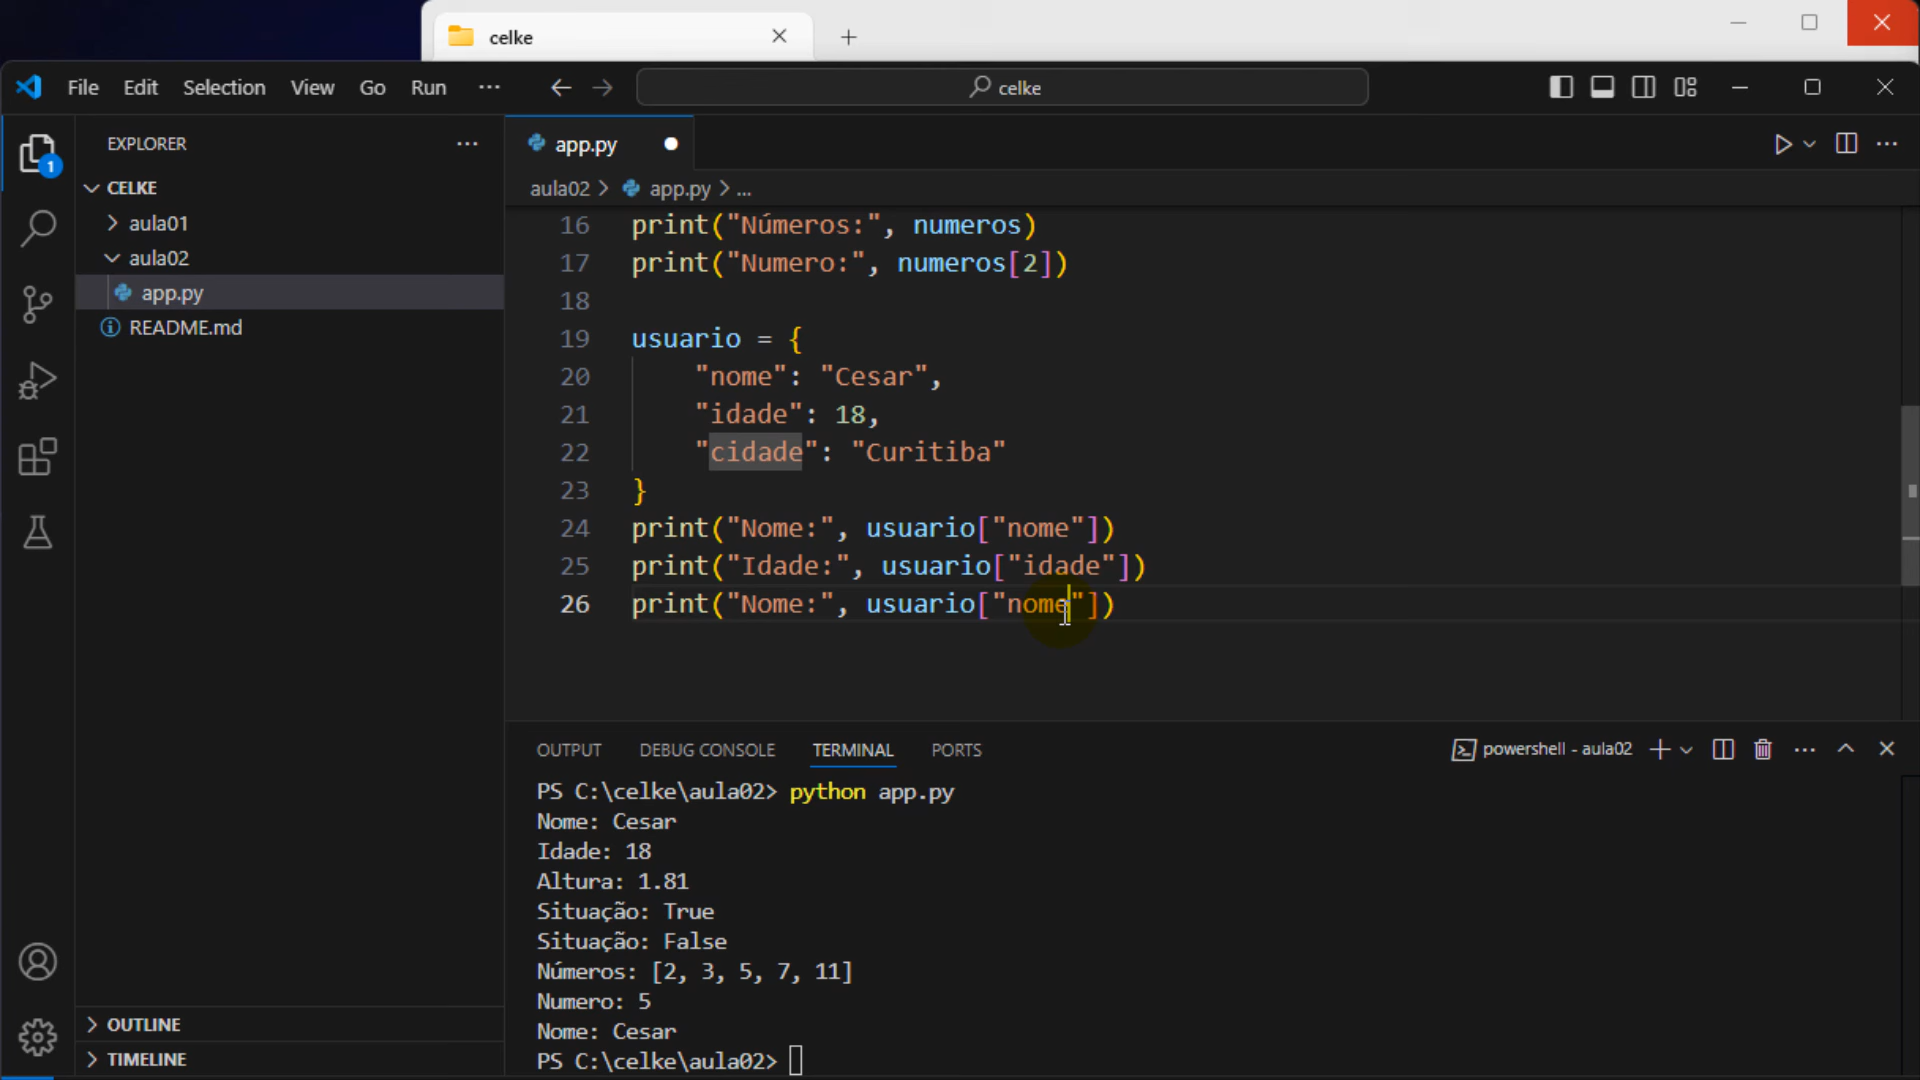 celke
File Edit Selection View Go Run ... celke
EXPLORER
app.py
1
CELKE
aula02 > app.py > ...
aula01
aula02
app.py
README.md
16 print("Números:", numeros)
17 print("Numero:", numeros[2])
18
19 usuario = {
20 "nome": "Cesar",
21 "idade": 18,
22 "cidade": "Curitiba"
23 }
24 print("Nome:", usuario["nome"])
25 print("Idade:", usuario["idade"])
26 print("Nome:", usuario["nome"])
OUTPUT DEBUG CONSOLE TERMINAL PORTS powershell - aula02
PS C:\celke\aula02> python app.py
Nome: Cesar
Idade: 18
Altura: 1.81
Situação: True
Situação: False
Números: [2, 3, 5, 7, 11]
Numero: 5
Nome: Cesar
PS C:\celke\aula02>
OUTLINE
TIMELINE